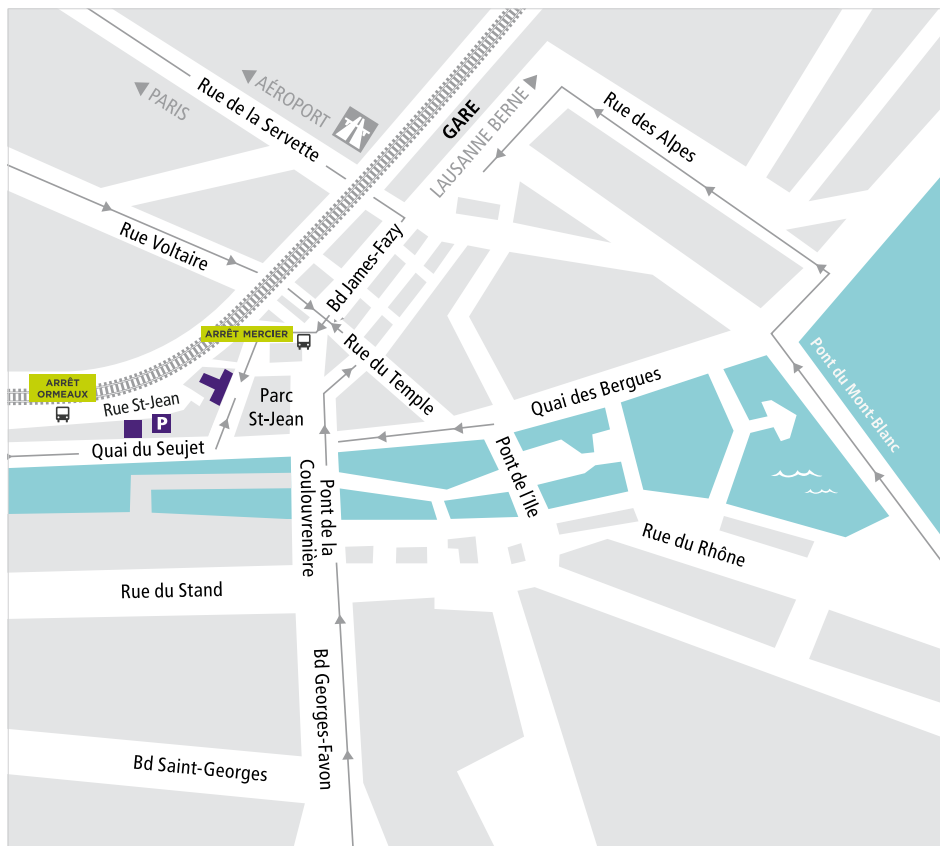 AÉROPORT
PARIS
Rue de la Servette
GARE
LAUSANNE BERNE
Rue des Alpes
Rue Voltaire
Bd James-Fazy
ARRÊT MERCIER
Rue du Temple
Pont du Mont-Blanc
ARRÊT
ORMEAUX
Rue St-Jean
P
Parc
St-Jean
Quai des Bergues
Quai du Seujet
Pont de la
Coulouvrenière
Pont de l'Ile
Rue du Rhône
Rue du Stand
Bd Georges-Favon
Bd Saint-Georges